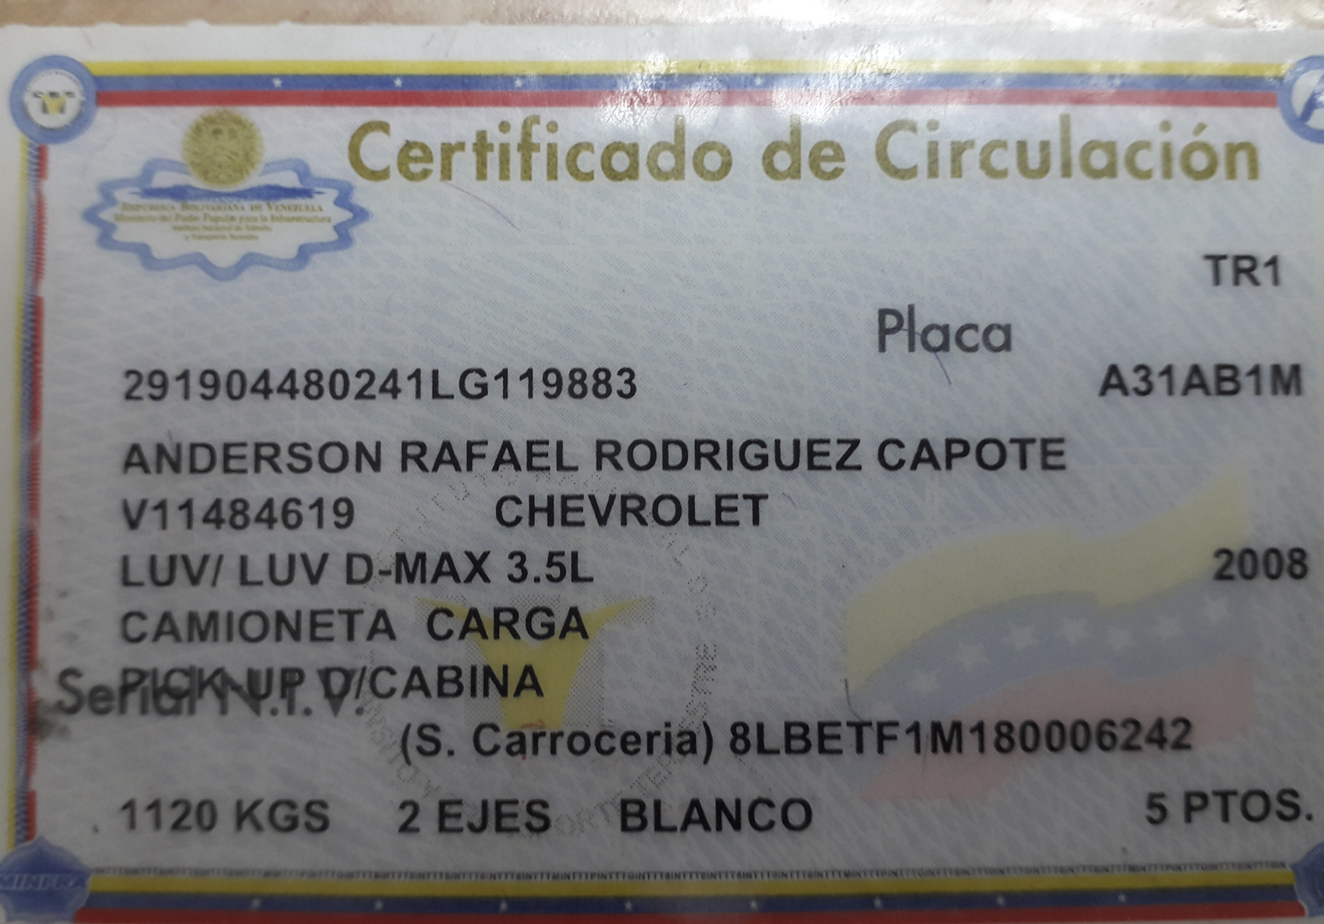 Certificado de Circulación
REPUBLICA BOLIVARIANA DE VENEZUELA
Ministerio del Poder Popular para la Infraestructura
Instituto Nacional de Tránsito
y Transporte Terrestre
TR1
Placa
291904480241LG119883 A31AB1M
ANDERSON RAFAEL RODRIGUEZ CAPOTE
V11484619 CHEVROLET
LUV/ LUV D-MAX 3.5L 2008
CAMIONETA CARGA
PICK-UP D/CABINA
Serial N.I.V.
(S. Carroceria) 8LBETF1M180006242
1120 KGS 2 EJES BLANCO 5 PTOS.
MINFRA